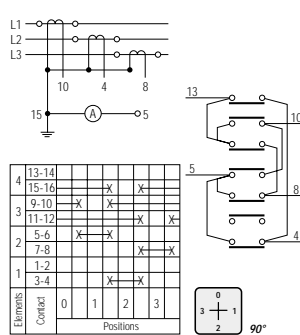 L1
L2
L3
10 4 8
15 A 5
13
10
5
8
4
4 13-14
15-16 X X
3 9-10 X X
11-12 X X
2 5-6 X X
7-8 X X
1 1-2
3-4 X X
Elements Contact 0 1 2 3
Positions
0
3 1
2
90°